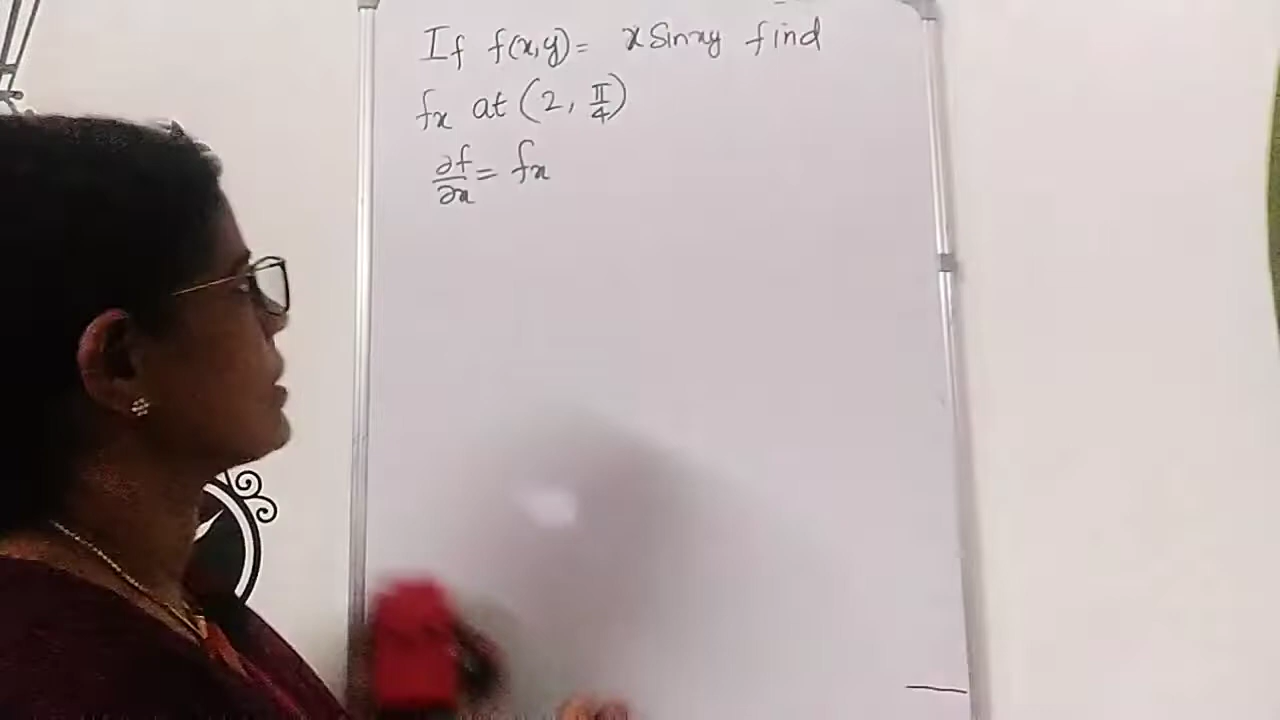 If f(x,y)= x Sinxy find
fx at (2, π/4)
∂f/∂x = fx